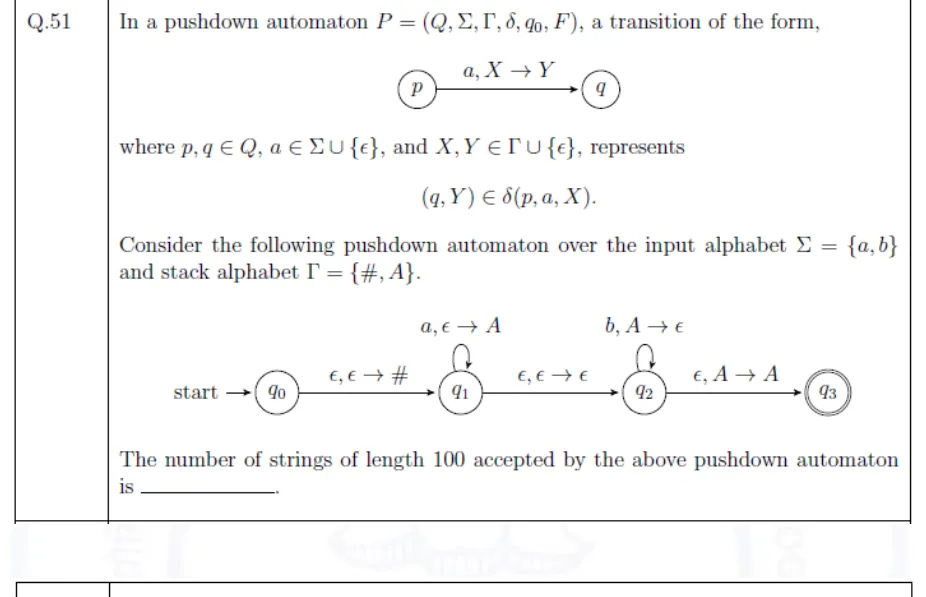 Q.51 In a pushdown automaton P = (Q, Σ, Γ, δ, q₀, F), a transition of the form,
a, X → Y
p q
where p, q ∈ Q, a ∈ Σ ∪ {ϵ}, and X, Y ∈ Γ ∪ {ϵ}, represents
(q, Y) ∈ δ(p, a, X).
Consider the following pushdown automaton over the input alphabet Σ = {a, b}
and stack alphabet Γ = {#, A}.
a, ϵ → A b, A → ϵ
ϵ, ϵ → # ϵ, ϵ → ϵ ϵ, A → A
start q₀ q₁ q₂ q₃
The number of strings of length 100 accepted by the above pushdown automaton
is ____________.